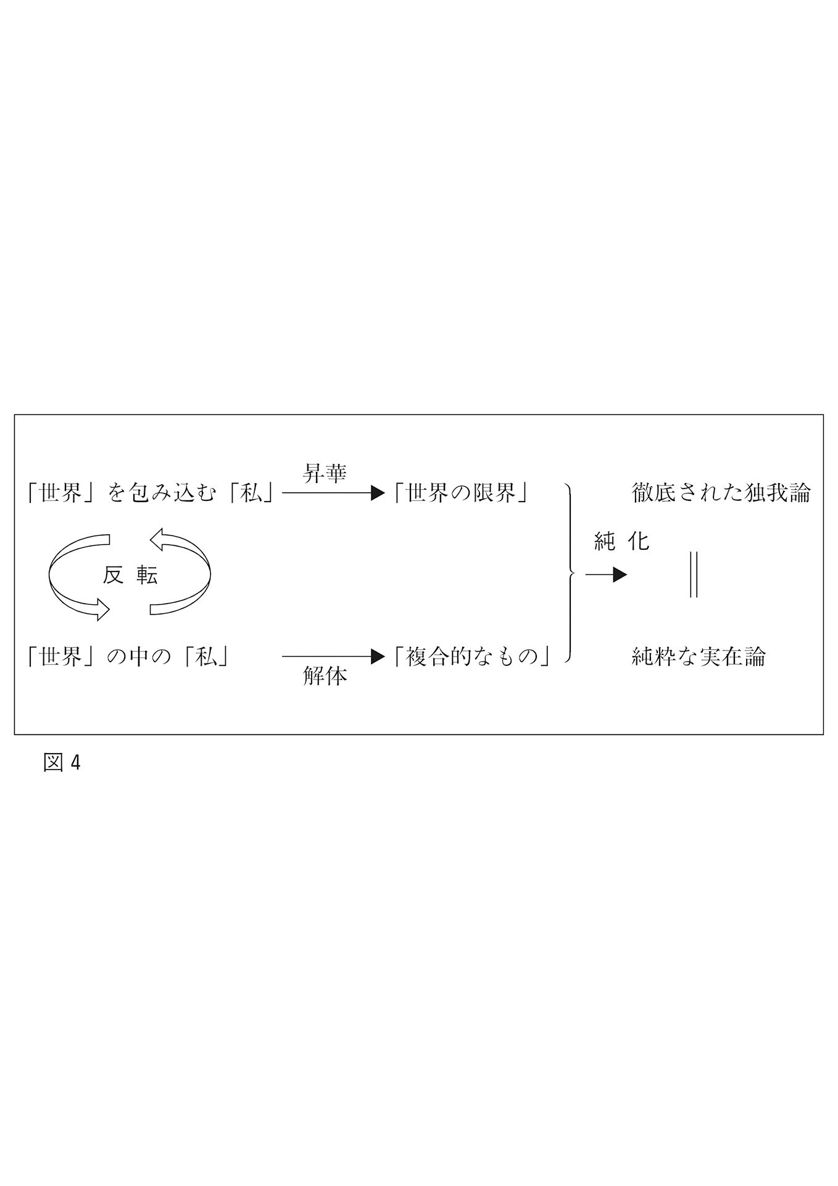 昇華
「世界」を包み込む「私」 「世界の限界」 徹底された独我論
純化
反転
「世界」の中の「私」 「複合的なもの」 純粋な実在論
解体
図4